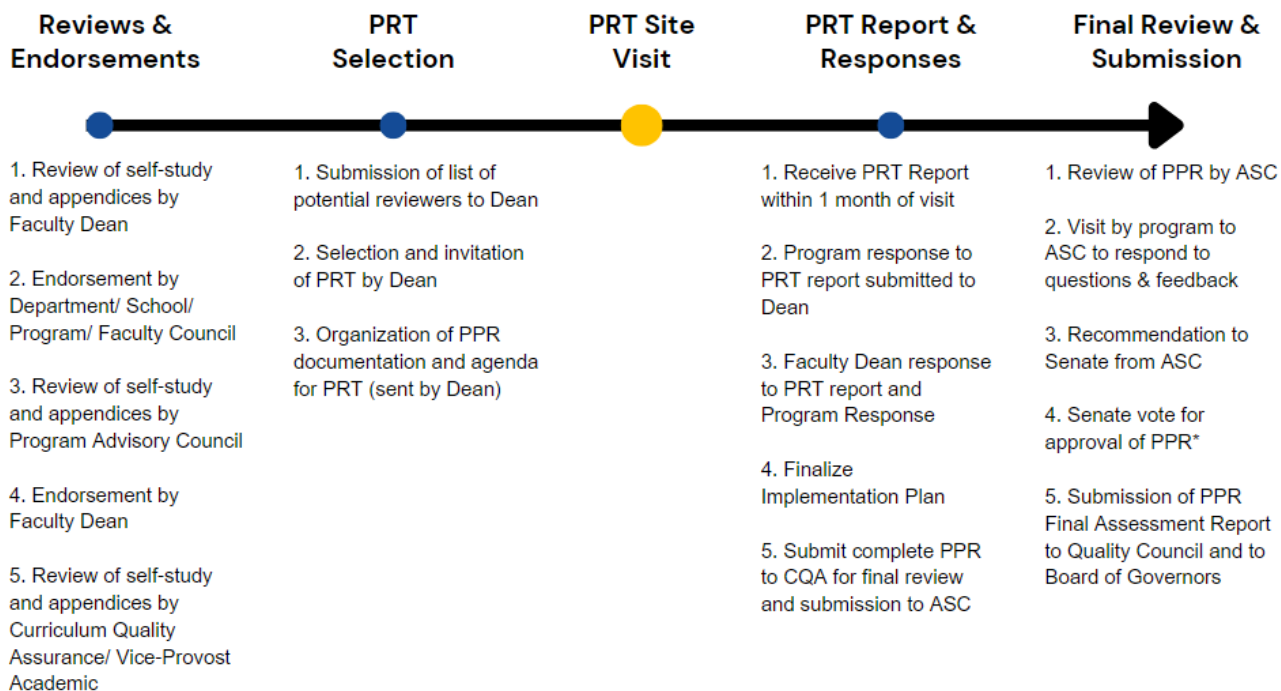 Reviews &
Endorsements
PRT
Selection
PRT Site
Visit
PRT Report &
Responses
Final Review &
Submission
1. Review of self-study
and appendices by
Faculty Dean
2. Endorsement by
Department/ School/
Program/ Faculty Council
3. Review of self-study
and appendices by
Program Advisory Council
4. Endorsement by
Faculty Dean
5. Review of self-study
and appendices by
Curriculum Quality
Assurance/ Vice-Provost
Academic
1. Submission of list of
potential reviewers to Dean
2. Selection and invitation
of PRT by Dean
3. Organization of PPR
documentation and agenda
for PRT (sent by Dean)
1. Receive PRT Report
within 1 month of visit
2. Program response to
PRT report submitted to
Dean
3. Faculty Dean response
to PRT report and
Program Response
4. Finalize
Implementation Plan
5. Submit complete PPR
to CQA for final review
and submission to ASC
1. Review of PPR by ASC
2. Visit by program to
ASC to respond to
questions & feedback
3. Recommendation to
Senate from ASC
4. Senate vote for
approval of PPR*
5. Submission of PPR
Final Assessment Report
to Quality Council and to
Board of Governors